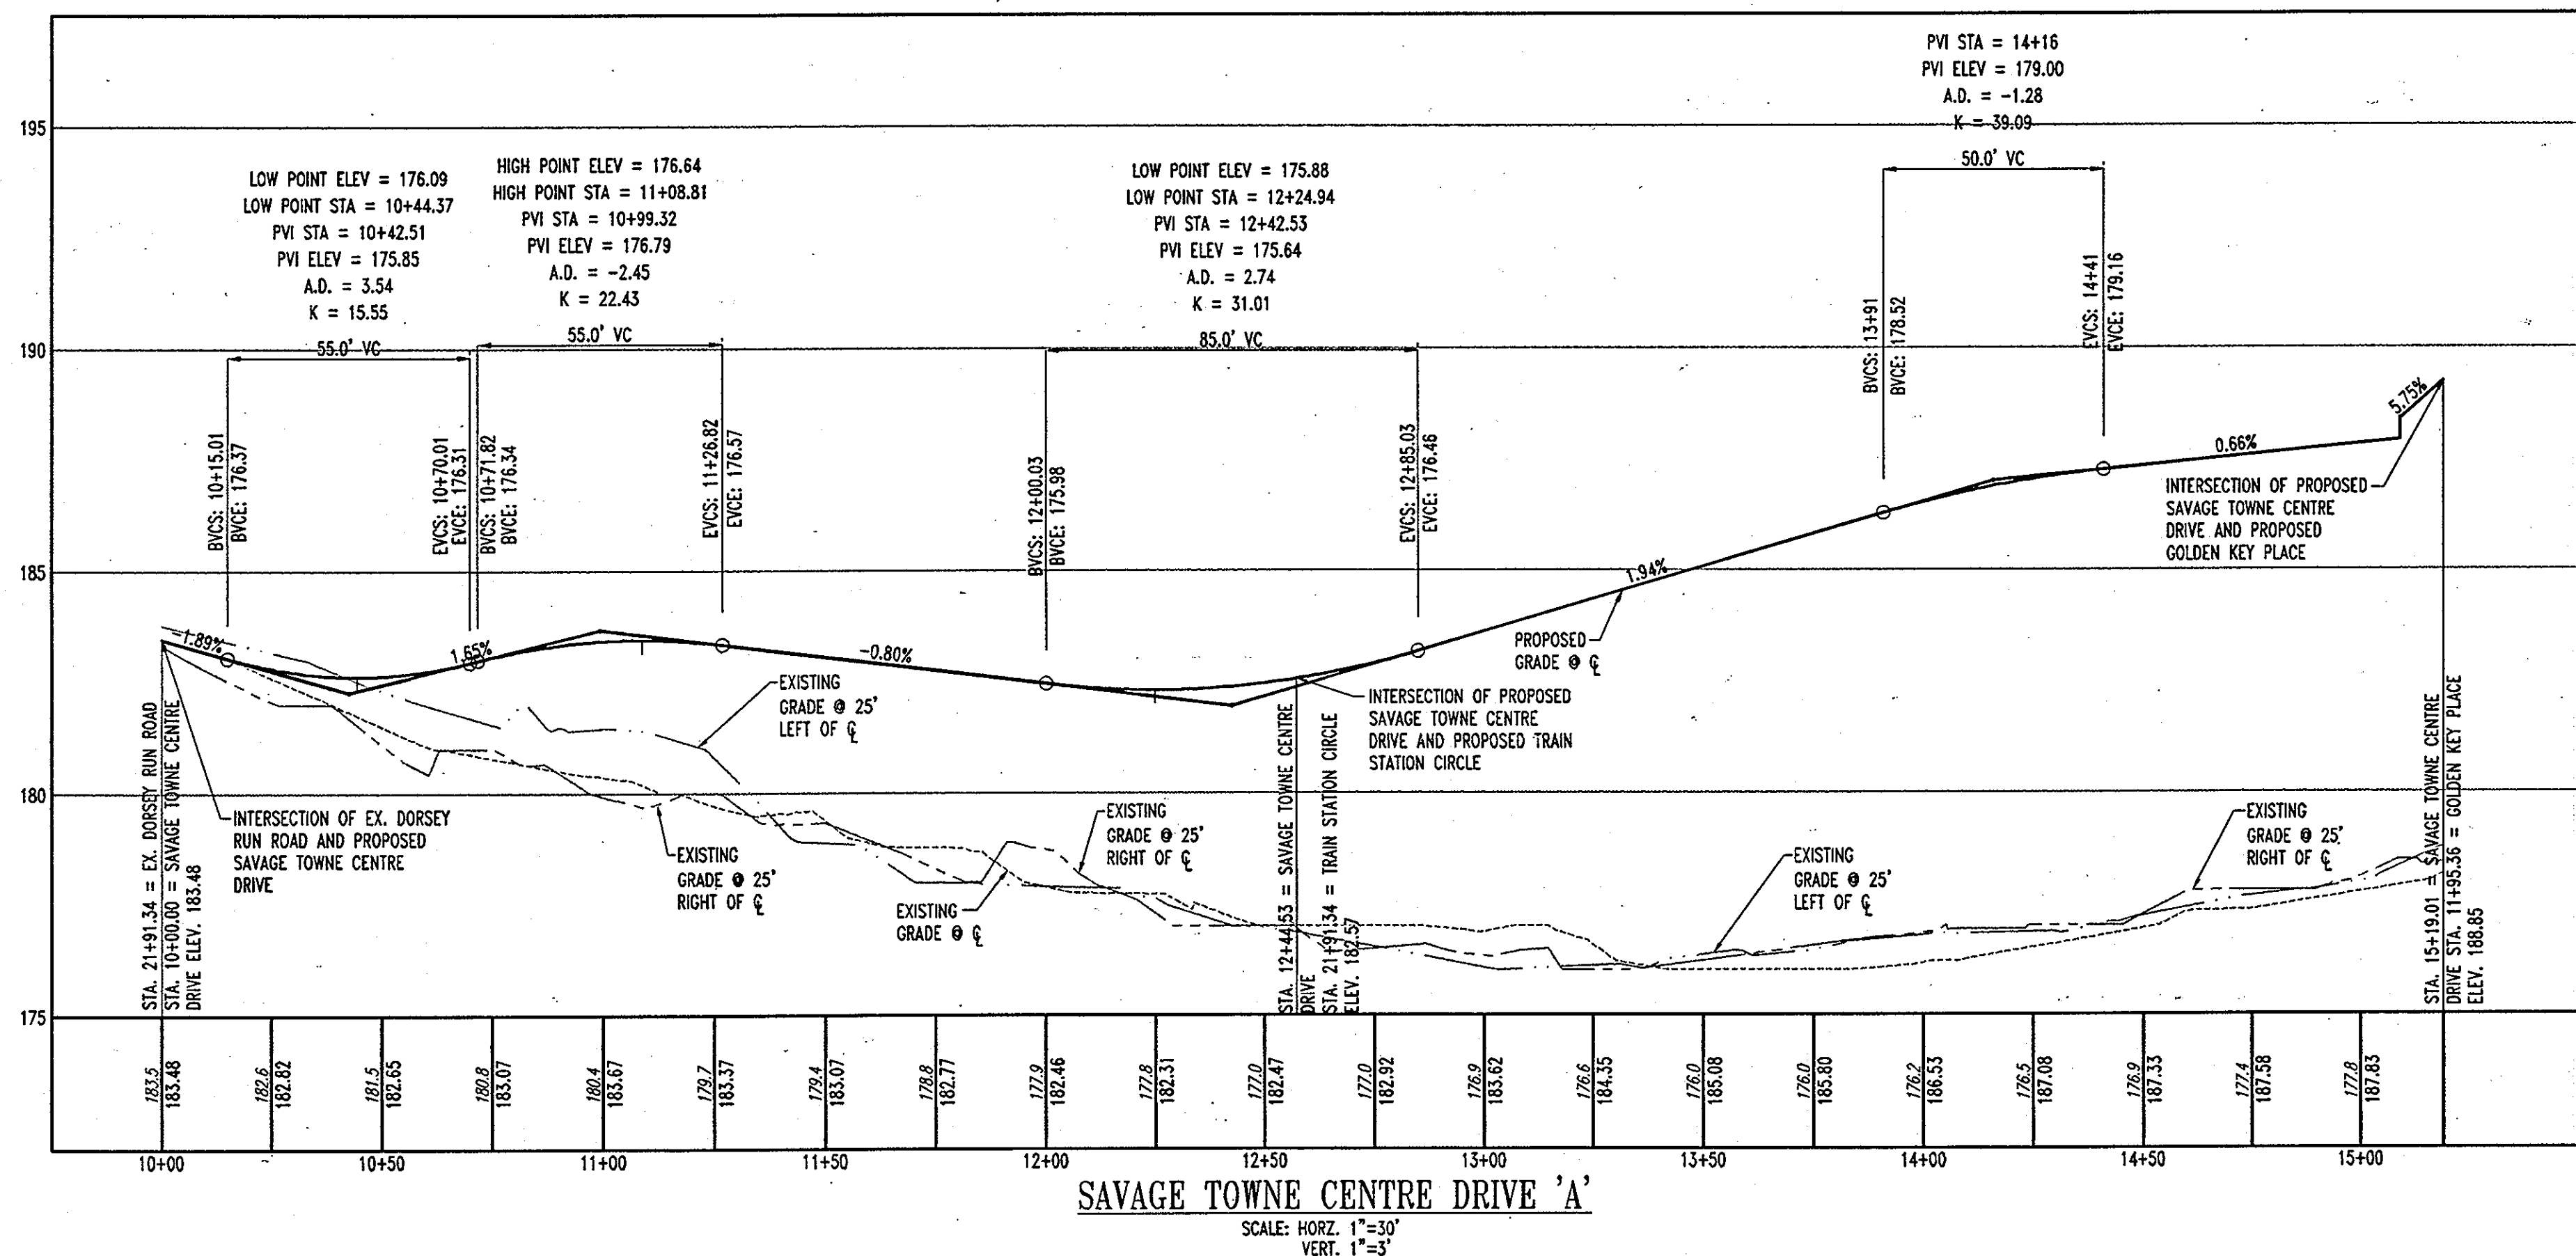 PVI STA = 14+16
PVI ELEV = 179.00
A.D. = -1.28
K = 39.09
50.0' VC
195
LOW POINT ELEV = 176.09
LOW POINT STA = 10+44.37
PVI STA = 10+42.51
PVI ELEV = 175.85
A.D. = 3.54
K = 15.55
55.0' VC
HIGH POINT ELEV = 176.64
HIGH POINT STA = 11+08.81
PVI STA = 10+99.32
PVI ELEV = 176.79
A.D. = -2.45
K = 22.43
55.0' VC
LOW POINT ELEV = 175.88
LOW POINT STA = 12+24.94
PVI STA = 12+42.53
PVI ELEV = 175.64
A.D. = 2.74
K = 31.01
85.0' VC
190
BVCS: 10+15.01
BVCE: 176.37
EVCS: 10+70.01
EVCE: 176.31
BVCS: 10+71.82
BVCE: 176.34
EVCS: 11+26.82
EVCE: 176.57
BVCS: 12+00.03
BVCE: 175.98
EVCS: 12+85.03
EVCE: 176.46
BVCS: 13+91
BVCE: 178.52
EVCS: 14+41
EVCE: 179.16
185
-1.89%
1.65%
-0.80%
1.94%
0.66%
5.75%
INTERSECTION OF PROPOSED
SAVAGE TOWNE CENTRE
DRIVE AND PROPOSED
GOLDEN KEY PLACE
PROPOSED
GRADE @ ℄
EXISTING
GRADE @ 25'
LEFT OF ℄
INTERSECTION OF PROPOSED
SAVAGE TOWNE CENTRE
DRIVE AND PROPOSED TRAIN
STATION CIRCLE
180
INTERSECTION OF EX. DORSEY
RUN ROAD AND PROPOSED
SAVAGE TOWNE CENTRE
DRIVE
EXISTING
GRADE @ 25'
RIGHT OF ℄
EXISTING
GRADE @ ℄
EXISTING
GRADE @ 25'
RIGHT OF ℄
EXISTING
GRADE @ 25'
LEFT OF ℄
EXISTING
GRADE @ 25'
RIGHT OF ℄
STA. 21+91.34 = EX. DORSEY RUN ROAD
STA. 10+00.00 = SAVAGE TOWNE CENTRE
DRIVE ELEV. 183.48
STA. 12+44.53 = SAVAGE TOWNE CENTRE
DRIVE
STA. 21+91.34 = TRAIN STATION CIRCLE
ELEV. 182.57
STA. 15+19.01 = SAVAGE TOWNE CENTRE
DRIVE STA. 11+95.36 = GOLDEN KEY PLACE
ELEV. 188.85
175
183.5
183.48
182.6
182.82
181.5
182.65
180.8
183.07
180.4
183.67
179.7
183.37
179.4
183.07
178.8
182.77
177.9
182.46
177.8
182.31
177.0
182.47
177.0
182.92
176.9
183.62
176.6
184.35
176.0
185.08
176.0
185.80
176.2
186.53
176.5
187.08
176.9
187.33
177.4
187.58
177.8
187.83
10+00 10+50 11+00 11+50 12+00 12+50 13+00 13+50 14+00 14+50 15+00
SAVAGE TOWNE CENTRE DRIVE 'A'
SCALE: HORZ. 1"=30'
VERT. 1"=3'